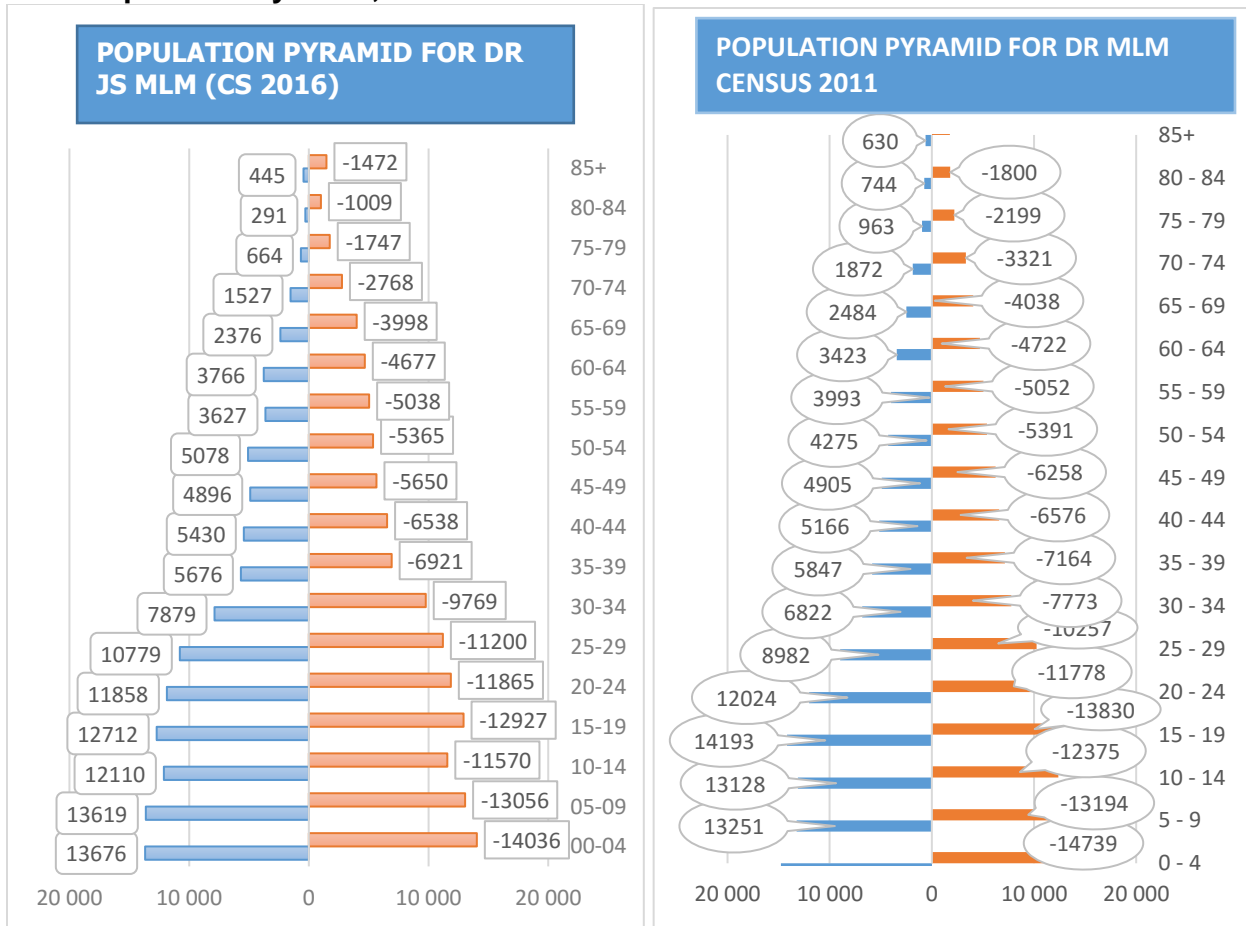 POPULATION PYRAMID FOR DR
JS MLM (CS 2016)
445 -1472 85+
291 -1009 80-84
664 -1747 75-79
1527 -2768 70-74
2376 -3998 65-69
3766 -4677 60-64
3627 -5038 55-59
5078 -5365 50-54
4896 -5650 45-49
5430 -6538 40-44
5676 -6921 35-39
7879 -9769 30-34
10779 -11200 25-29
11858 -11865 20-24
12712 -12927 15-19
12110 -11570 10-14
13619 -13056 05-09
13676 -14036 00-04
20 000 10 000 0 10 000 20 000
POPULATION PYRAMID FOR DR MLM
CENSUS 2011
630 85+
744 -1800 80 - 84
963 -2199 75 - 79
1872 -3321 70 - 74
2484 -4038 65 - 69
3423 -4722 60 - 64
3993 -5052 55 - 59
4275 -5391 50 - 54
4905 -6258 45 - 49
5166 -6576 40 - 44
5847 -7164 35 - 39
6822 -7773 30 - 34
8982 -10257 25 - 29
12024 -11778 20 - 24
14193 -13830 15 - 19
13128 -12375 10 - 14
13251 -13194 5 - 9
-14739 0 - 4
20 000 10 000 0 10 000 20 000